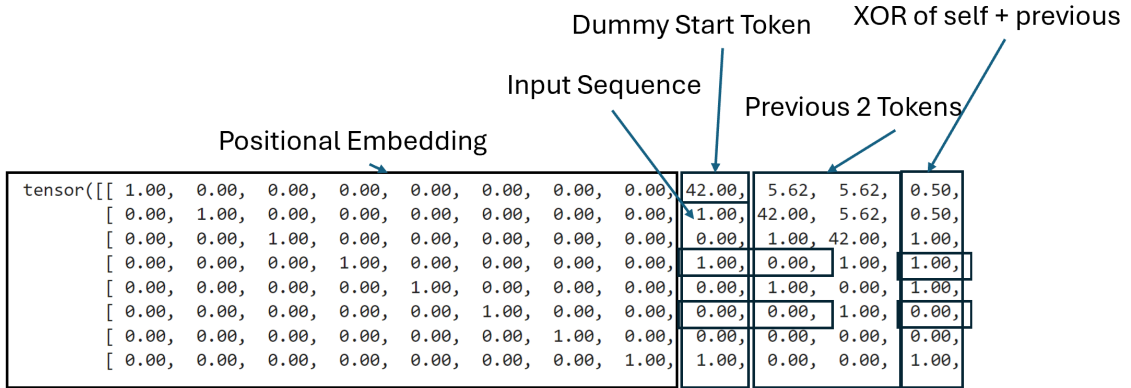 XOR of self + previous
Dummy Start Token
Input Sequence
Previous 2 Tokens
Positional Embedding
tensor([[ 1.00, 0.00, 0.00, 0.00, 0.00, 0.00, 0.00, 0.00, 42.00, 5.62, 5.62, 0.50,
[ 0.00, 1.00, 0.00, 0.00, 0.00, 0.00, 0.00, 0.00, 1.00, 42.00, 5.62, 0.50,
[ 0.00, 0.00, 1.00, 0.00, 0.00, 0.00, 0.00, 0.00, 0.00, 1.00, 42.00, 1.00,
[ 0.00, 0.00, 0.00, 1.00, 0.00, 0.00, 0.00, 0.00, 1.00, 0.00, 1.00, 1.00,
[ 0.00, 0.00, 0.00, 0.00, 1.00, 0.00, 0.00, 0.00, 0.00, 1.00, 0.00, 1.00,
[ 0.00, 0.00, 0.00, 0.00, 0.00, 1.00, 0.00, 0.00, 0.00, 0.00, 1.00, 0.00,
[ 0.00, 0.00, 0.00, 0.00, 0.00, 0.00, 1.00, 0.00, 0.00, 0.00, 0.00, 0.00,
[ 0.00, 0.00, 0.00, 0.00, 0.00, 0.00, 0.00, 1.00, 1.00, 0.00, 0.00, 1.00,